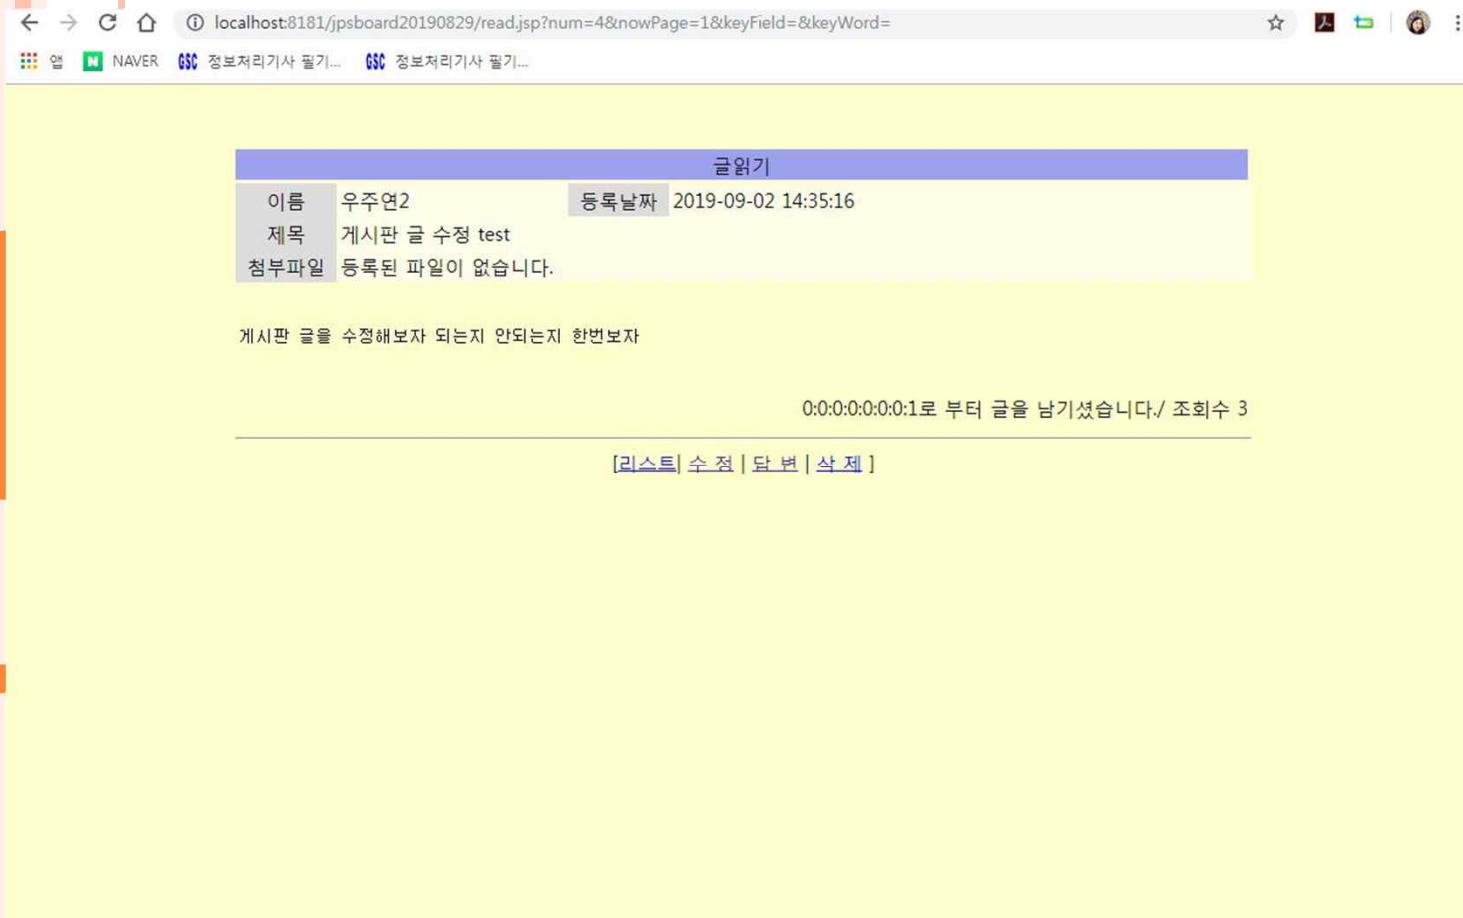 localhost:8181/jpsboard20190829/read.jsp?num=4&nowPage=1&keyField=&keyWord=
앱 NAVER GSC 정보처리기사 필기... GSC 정보처리기사 필기...
글읽기
이름 우주연2 등록날짜 2019-09-02 14:35:16
제목 게시판 글 수정 test
첨부파일 등록된 파일이 없습니다.
게시판 글을 수정해보자 되는지 안되는지 한번보자
0:0:0:0:0:0:0:1로 부터 글을 남기셨습니다./ 조회수 3
[리스트| 수 정 | 답 변 | 삭 제 ]